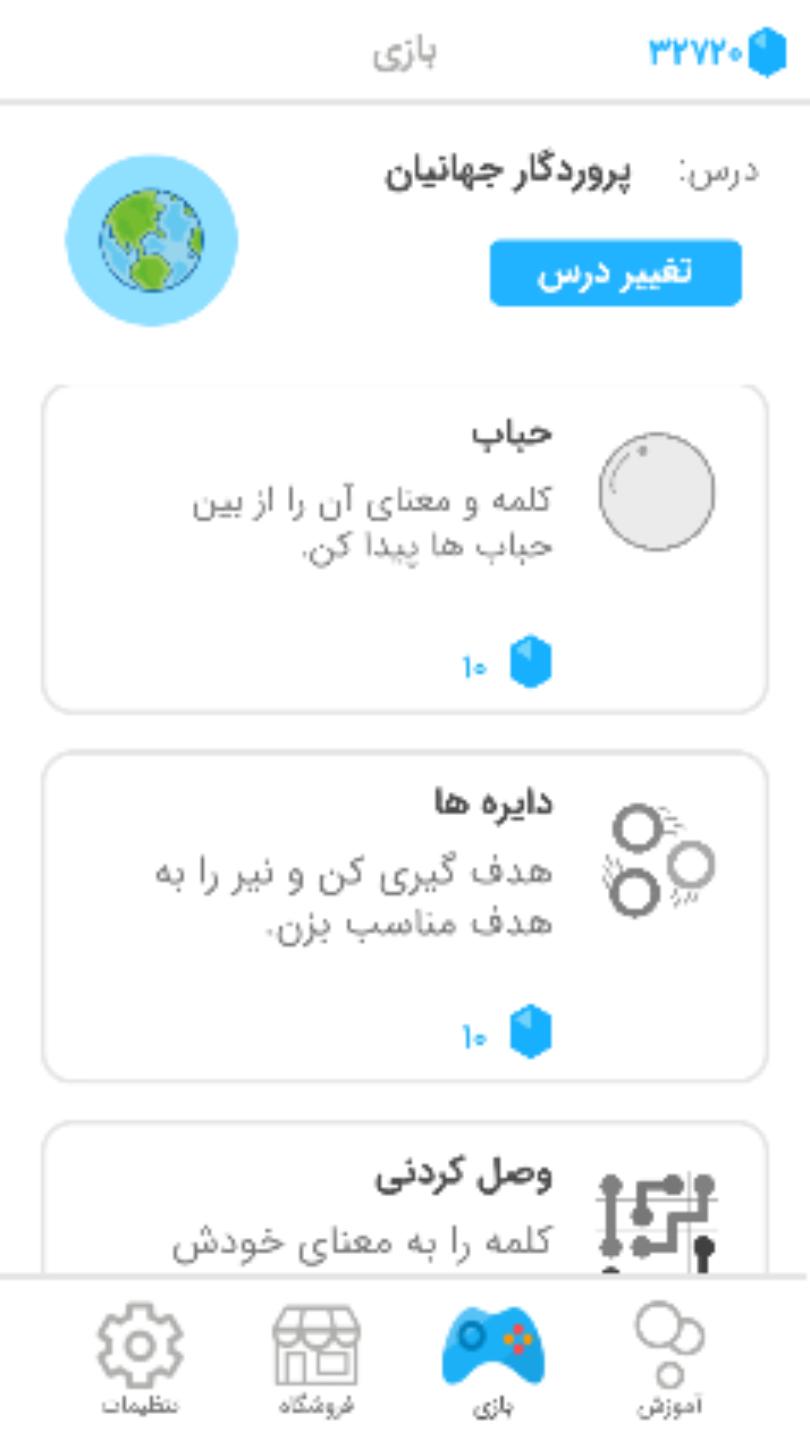 بازی
۳۲۷۲۰
درس: پروردگار جهانیان
تغییر درس
حباب
کلمه و معنای آن را از بین
حباب ها پیدا کن.
۱۰
دایره ها
هدف گیری کن و تیر را به
هدف مناسب بزن.
۱۰
وصل کردنی
کلمه را به معنای خودش
آموزش
بازی
فروشگاه
تنظیمات